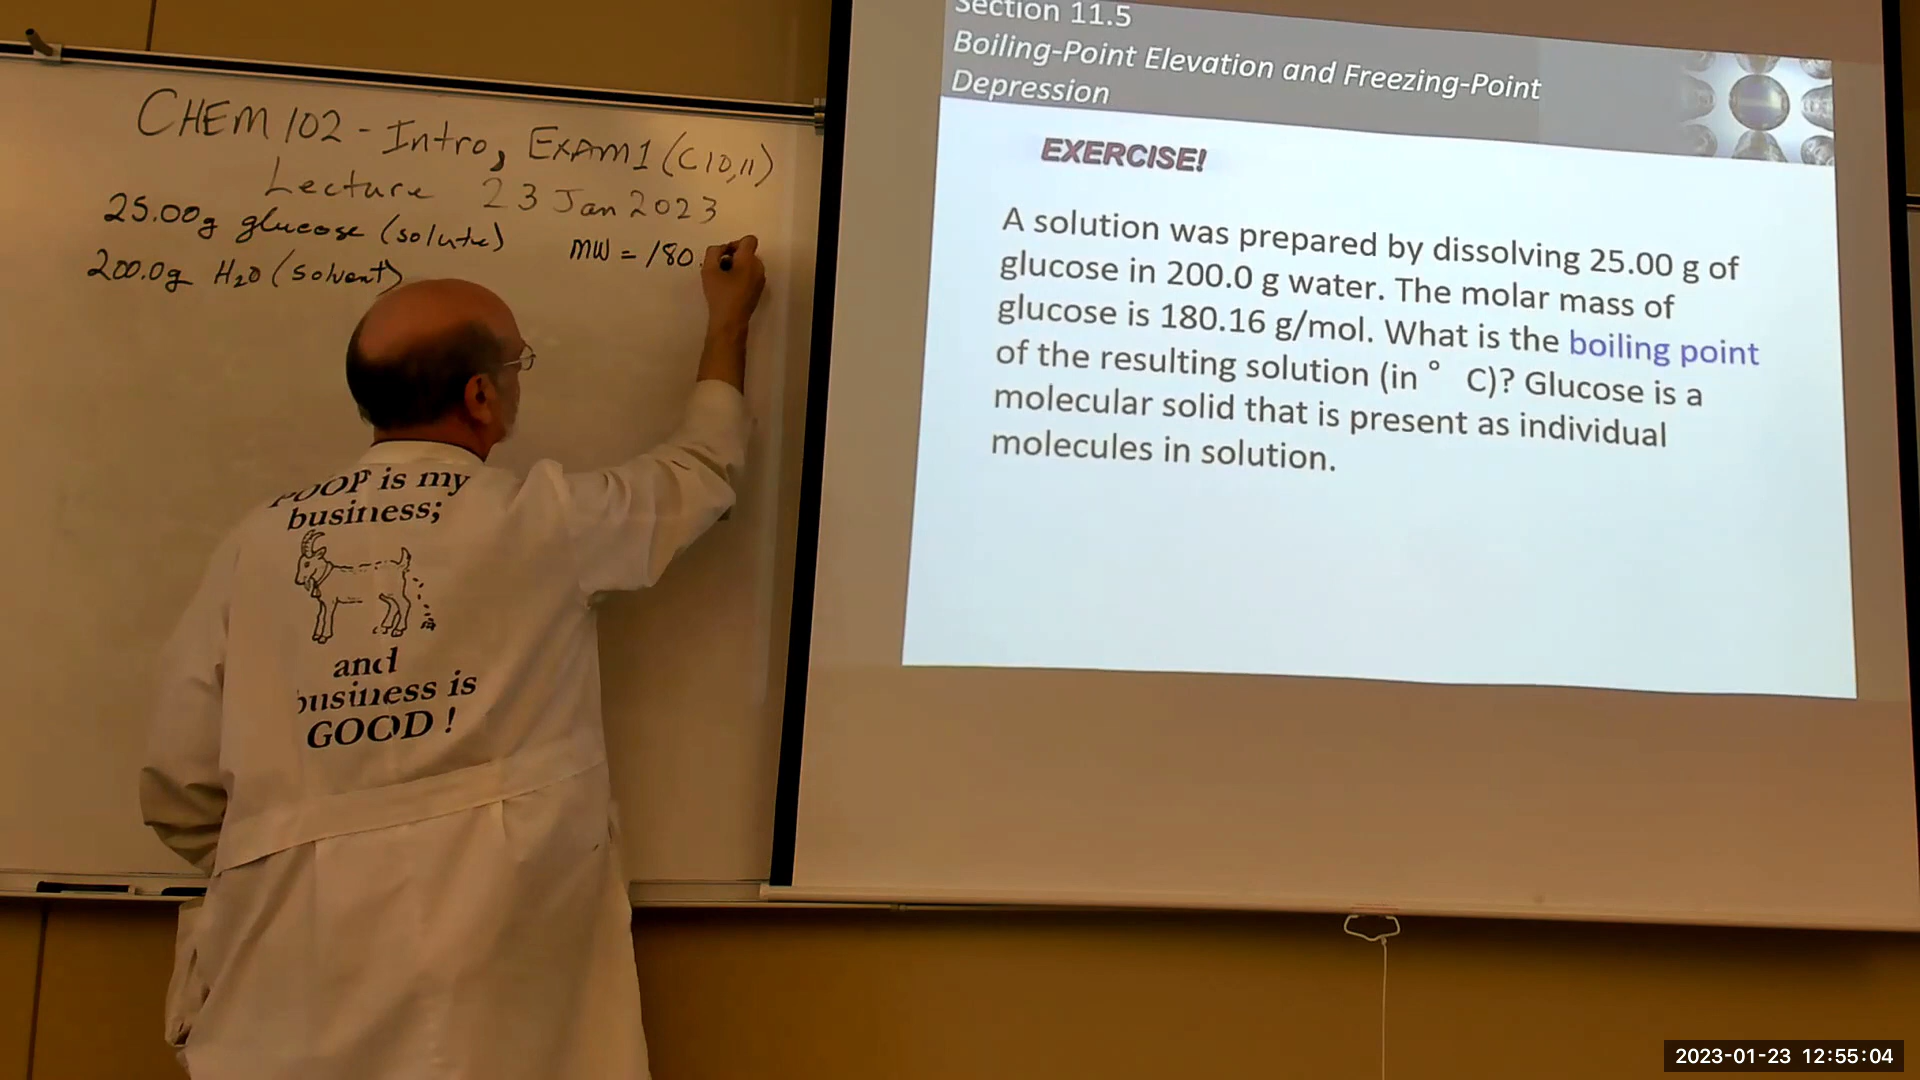 CHEM 102 - Intro, EXAM 1 (C10,11)
Lecture 23 Jan 2023
25.00g glucose (solute)
MW = 180.
200.0g H2O (solvent)
POOP is my
business;
and
business is
GOOD!
Section 11.5
Boiling-Point Elevation and Freezing-Point
Depression
EXERCISE!
A solution was prepared by dissolving 25.00 g of
glucose in 200.0 g water. The molar mass of
glucose is 180.16 g/mol. What is the boiling point
of the resulting solution (in ° C)? Glucose is a
molecular solid that is present as individual
molecules in solution.
2023-01-23 12:55:04